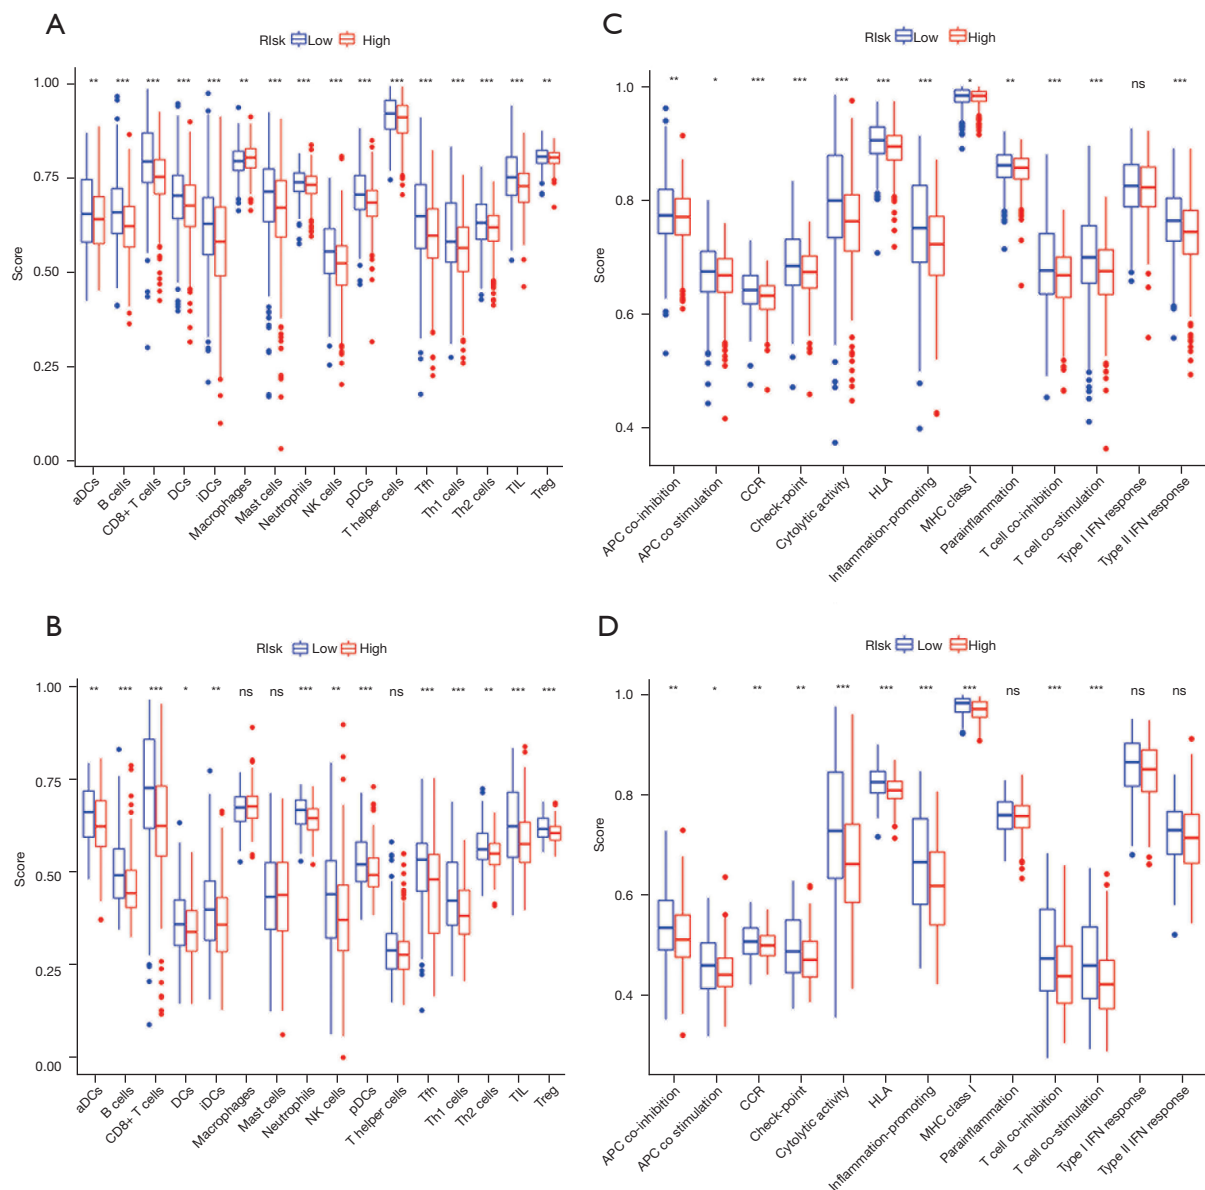 A
RIsk Low High
** *** *** *** *** ** *** *** *** *** *** *** *** *** *** **
Score
1.00
0.75
0.50
0.25
0.00
aDCs
B cells
CD8+ T cells
DCs
iDCs
Macrophages
Mast cells
Neutrophils
NK cells
pDCs
T helper cells
Tfh
Th1 cells
Th2 cells
TIL
Treg
C
RIsk Low High
** * *** *** *** *** *** * ** *** *** ns ***
Score
1.0
0.8
0.6
0.4
APC co-inhibition
APC co stimulation
CCR
Check-point
Cytolytic activity
HLA
Inflammation-promoting
MHC class I
Parainflammation
T cell co-inhibition
T cell co-stimulation
Type I IFN response
Type II IFN response
B
RIsk Low High
** *** *** * ** ns ns *** ** *** ns *** *** ** *** ***
Score
1.00
0.75
0.50
0.25
0.00
aDCs
B cells
CD8+ T cells
DCs
iDCs
Macrophages
Mast cells
Neutrophils
NK cells
pDCs
T helper cells
Tfh
Th1 cells
Th2 cells
TIL
Treg
D
RIsk Low High
** * ** ** *** *** *** *** ns *** *** ns ns
Score
1.0
0.8
0.6
0.4
APC co-inhibition
APC co stimulation
CCR
Check-point
Cytolytic activity
HLA
Inflammation-promoting
MHC class I
Parainflammation
T cell co-inhibition
T cell co-stimulation
Type I IFN response
Type II IFN response